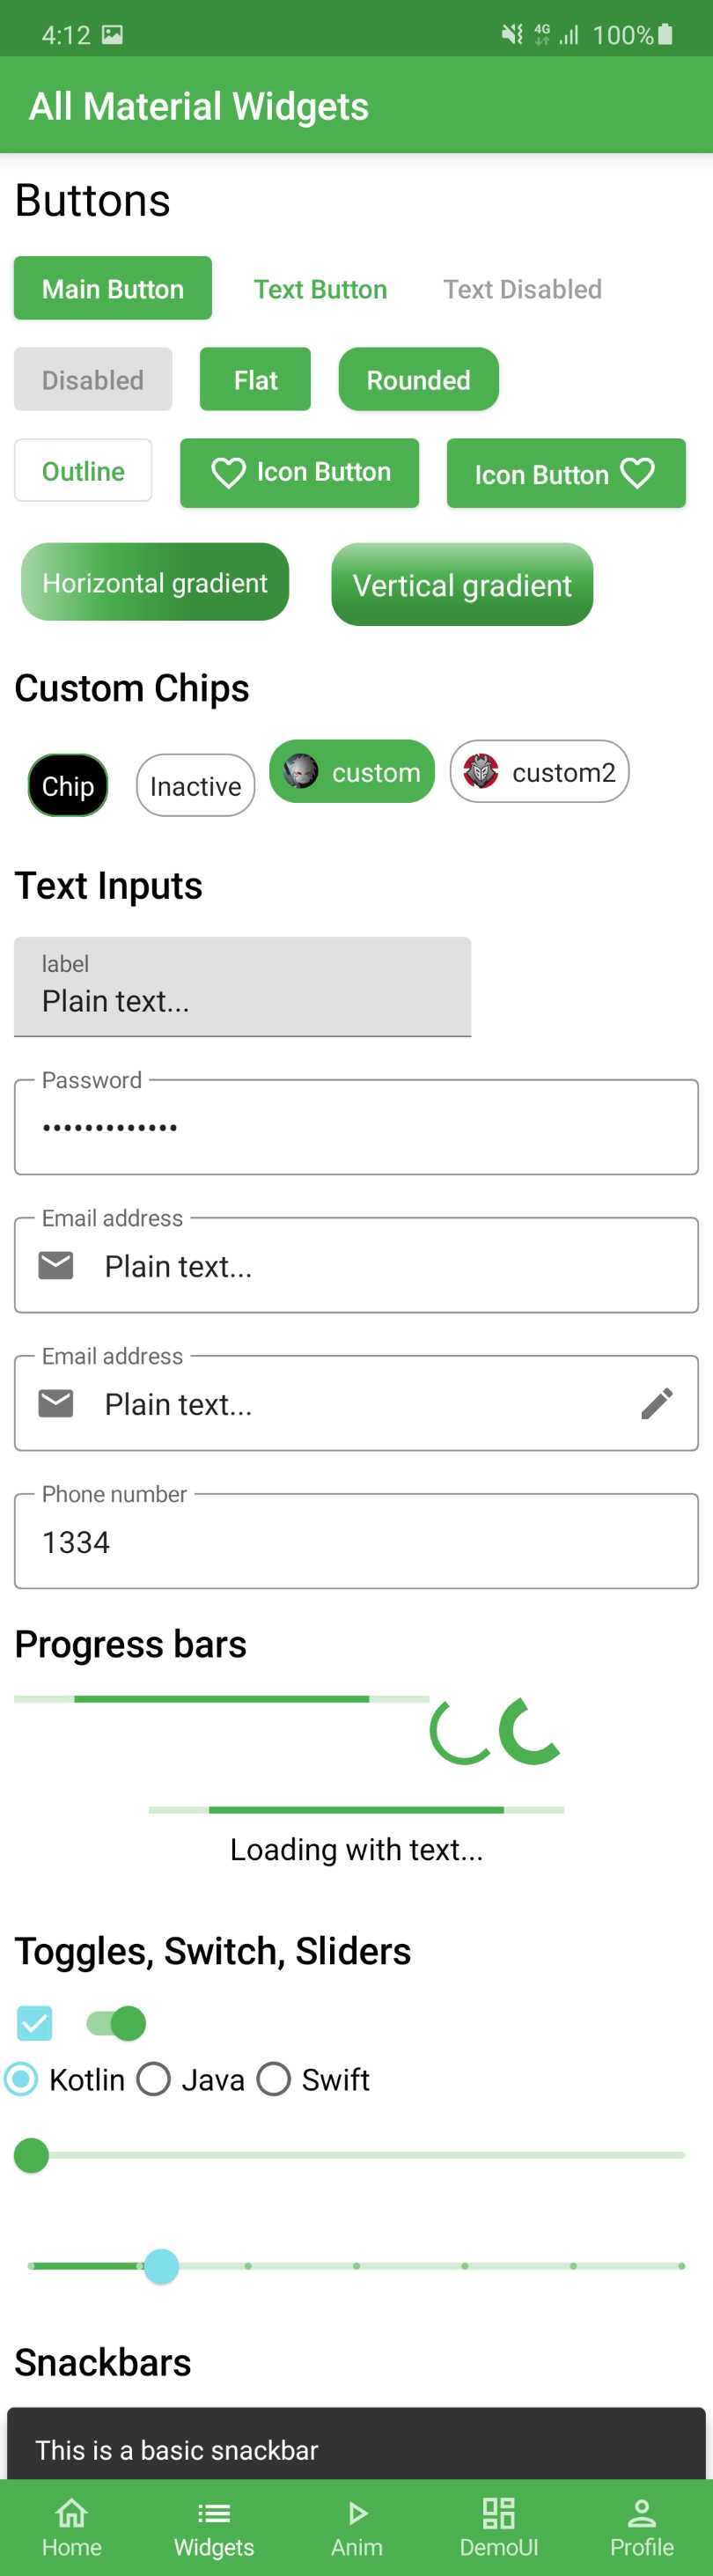 4:12 4G 100%
All Material Widgets
Buttons
Main Button Text Button Text Disabled
Disabled Flat Rounded
Outline Icon Button Icon Button
Horizontal gradient Vertical gradient
Custom Chips
Chip Inactive custom custom2
Text Inputs
label
Plain text...
Password
•••••••••••••
Email address
Plain text...
Email address
Plain text...
Phone number
1334
Progress bars
Loading with text...
Toggles, Switch, Sliders
Kotlin Java Swift
Snackbars
This is a basic snackbar
Home Widgets Anim DemoUI Profile